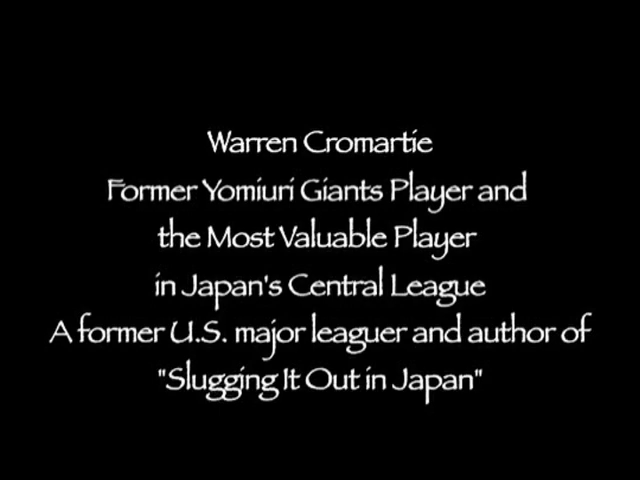 Warren Cromartie
Former Yomiuri Giants Player and
the Most Valuable Player
in Japan's Central League
A former U.S. major leaguer and author of
"Slugging It Out in Japan"